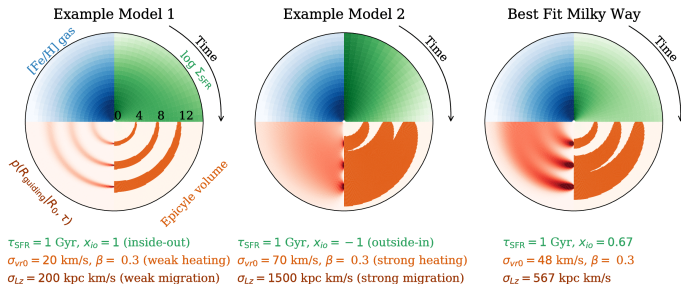 Example Model 1
Example Model 2
Best Fit Milky Way
[Fe/H] gas
log Σ_SFR
Time
Time
Time
0 4 8 12
p(R_guiding|R_0, τ)
Epicyle volume
τ_SFR = 1 Gyr, x_io = 1 (inside-out)
σ_vr0 = 20 km/s, β = 0.3 (weak heating)
σ_Lz = 200 kpc km/s (weak migration)
τ_SFR = 1 Gyr, x_io = −1 (outside-in)
σ_vr0 = 70 km/s, β = 0.3 (strong heating)
σ_Lz = 1500 kpc km/s (strong migration)
τ_SFR = 1 Gyr, x_io = 0.67
σ_vr0 = 48 km/s, β = 0.3
σ_Lz = 567 kpc km/s